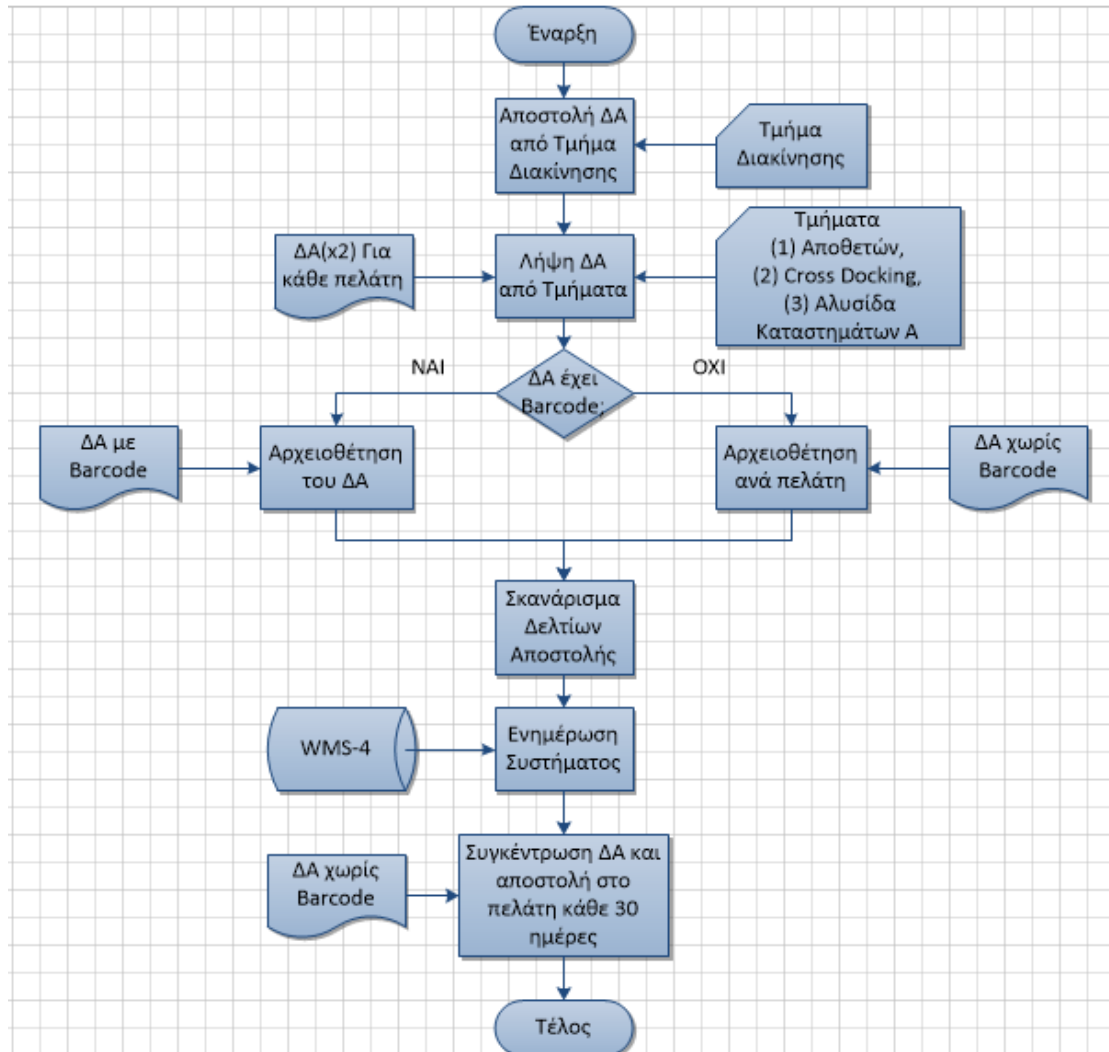 Έναρξη
Αποστολή ΔΑ
από Τμήμα
Διακίνησης
Τμήμα
Διακίνησης
ΔΑ(x2) Για
κάθε πελάτη
Λήψη ΔΑ
από Τμήματα
Τμήματα
(1) Αποθετών,
(2) Cross Docking,
(3) Αλυσίδα
Καταστημάτων Α
ΝΑΙ
ΔΑ έχει
Barcode;
ΟΧΙ
ΔΑ με
Barcode
Αρχειοθέτηση
του ΔΑ
Αρχειοθέτηση
ανά πελάτη
ΔΑ χωρίς
Barcode
Σκανάρισμα
Δελτίων
Αποστολής
WMS-4
Ενημέρωση
Συστήματος
ΔΑ χωρίς
Barcode
Συγκέντρωση ΔΑ και
αποστολή στο
πελάτη κάθε 30
ημέρες
Τέλος